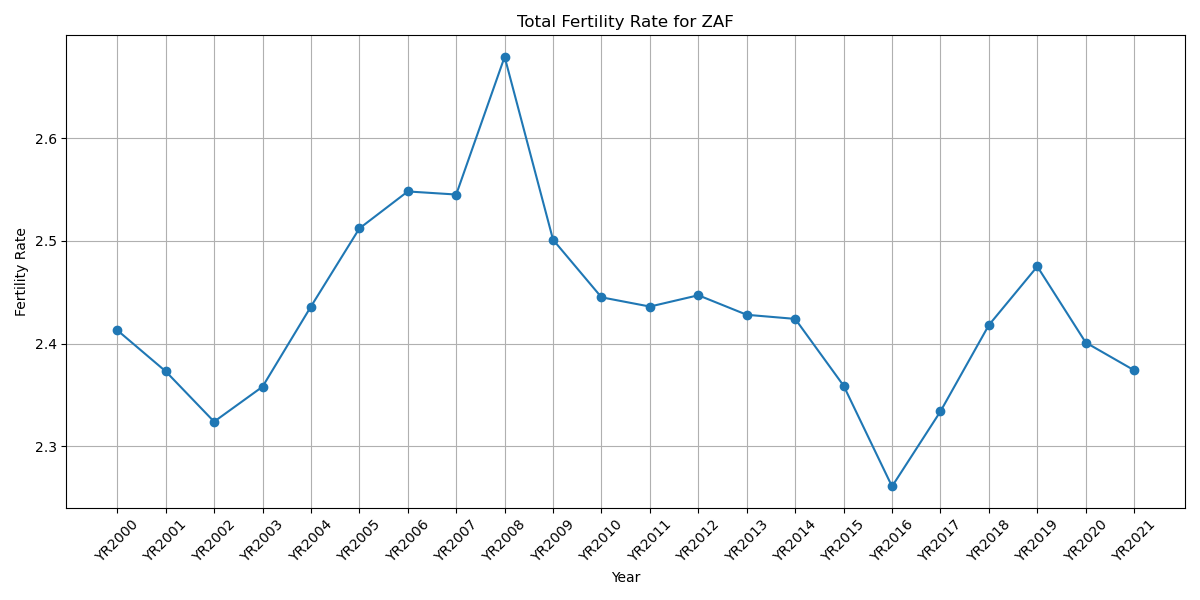 Total Fertility Rate for ZAF
Fertility Rate
2.6
2.5
2.4
2.3
YR2000
YR2001
YR2002
YR2003
YR2004
YR2005
YR2006
YR2007
YR2008
YR2009
YR2010
YR2011
YR2012
YR2013
YR2014
YR2015
YR2016
YR2017
YR2018
YR2019
YR2020
YR2021
Year